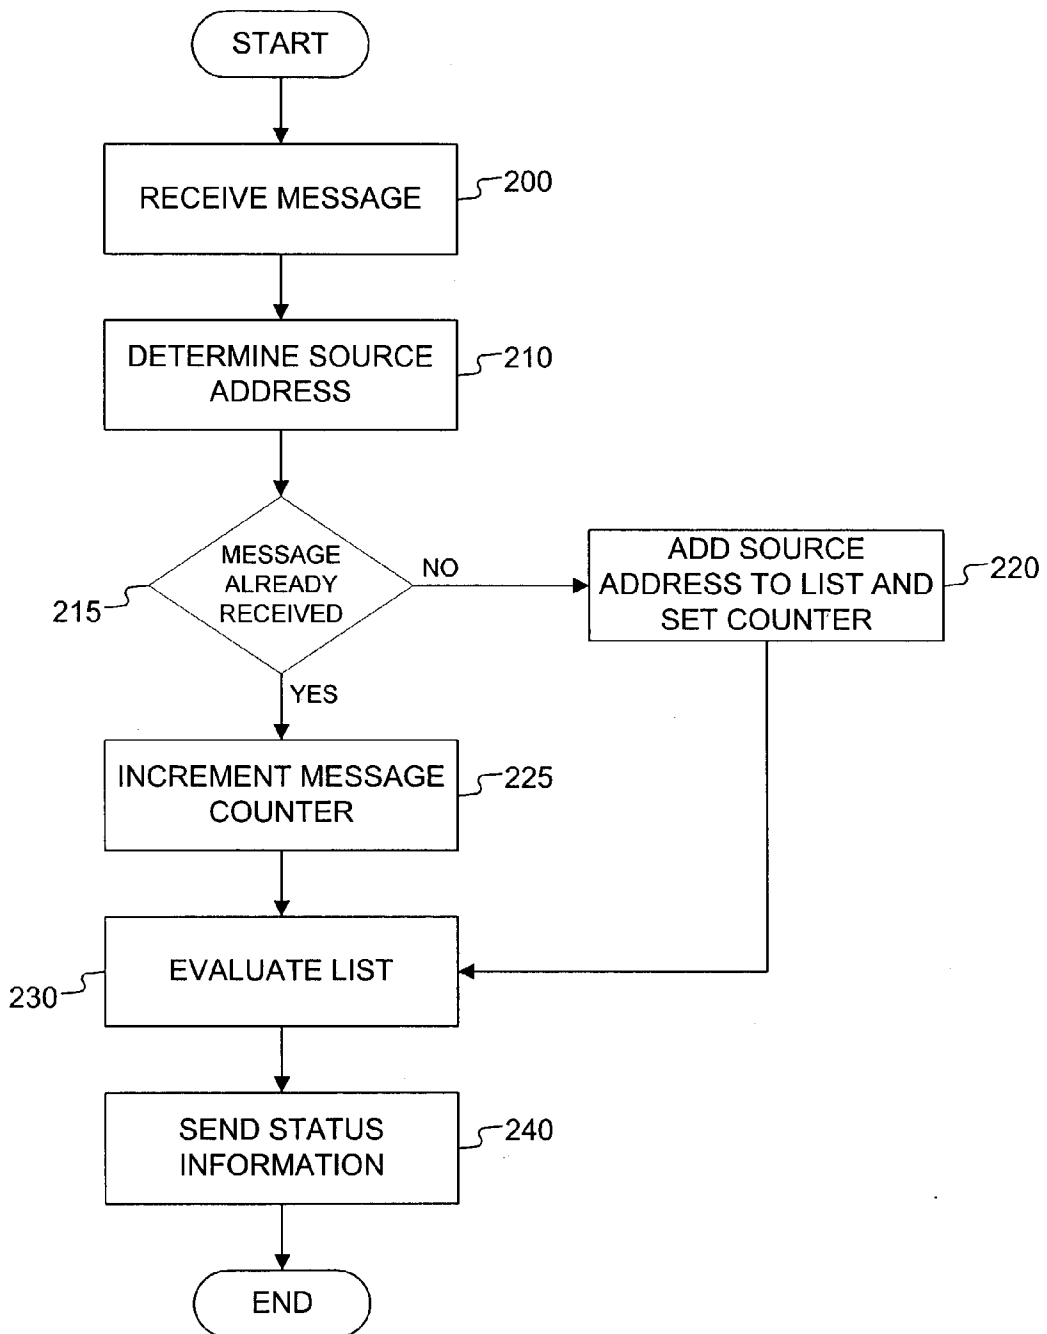 START
RECEIVE MESSAGE
200
DETERMINE SOURCE
ADDRESS
210
MESSAGE
ALREADY
RECEIVED
215
NO
ADD SOURCE
ADDRESS TO LIST AND
SET COUNTER
220
YES
INCREMENT MESSAGE
COUNTER
225
EVALUATE LIST
230
SEND STATUS
INFORMATION
240
END